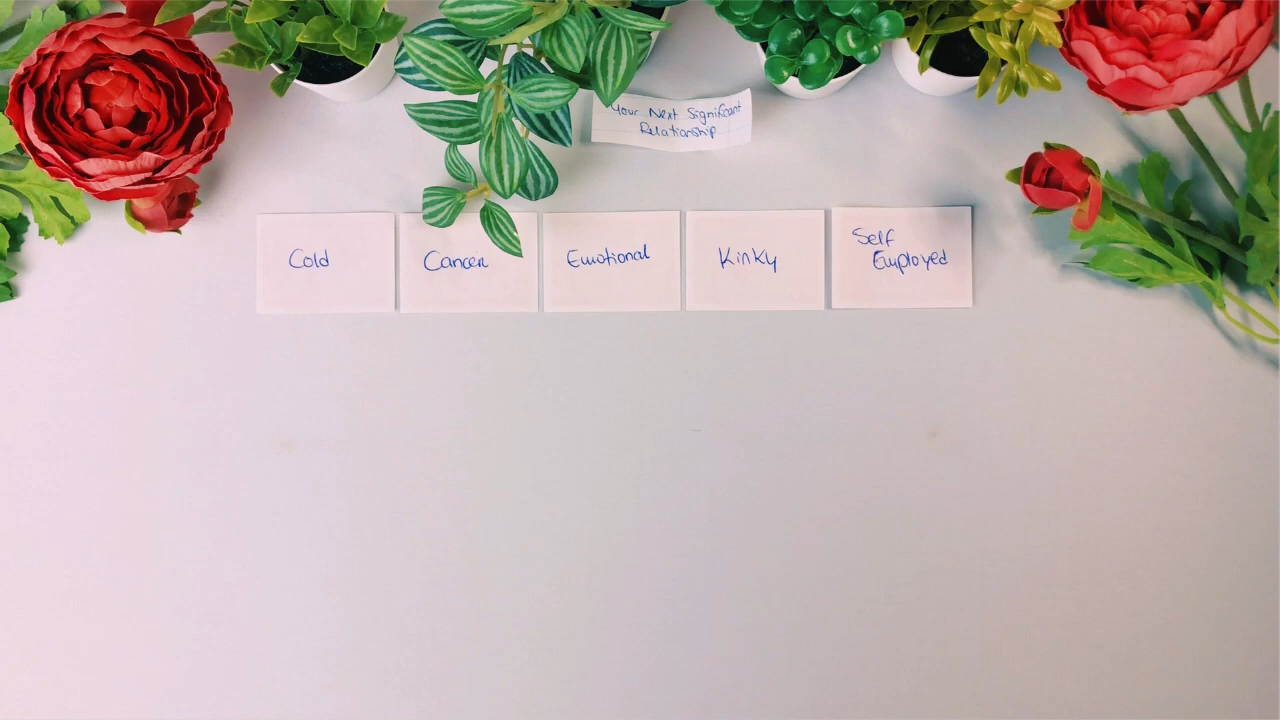 Your Next Significant
Relationship
Cold
Cancer
Emotional
Kinky
Self
Employed